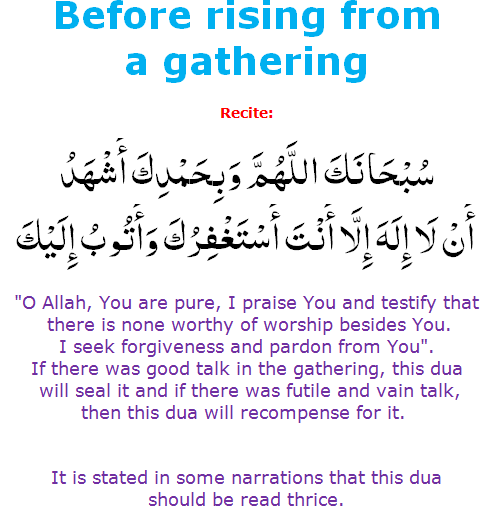 Before rising from
a gathering
Recite:
سُبْحَانَكَ اللَّهُمَّ وَبِحَمْدِكَ أَشْهَدُ
أَنْ لَا إِلَهَ إِلَّا أَنْتَ أَسْتَغْفِرُكَ وَأَتُوبُ إِلَيْكَ
"O Allah, You are pure, I praise You and testify that
there is none worthy of worship besides You.
I seek forgiveness and pardon from You".
If there was good talk in the gathering, this dua
will seal it and if there was futile and vain talk,
then this dua will recompense for it.
It is stated in some narrations that this dua
should be read thrice.